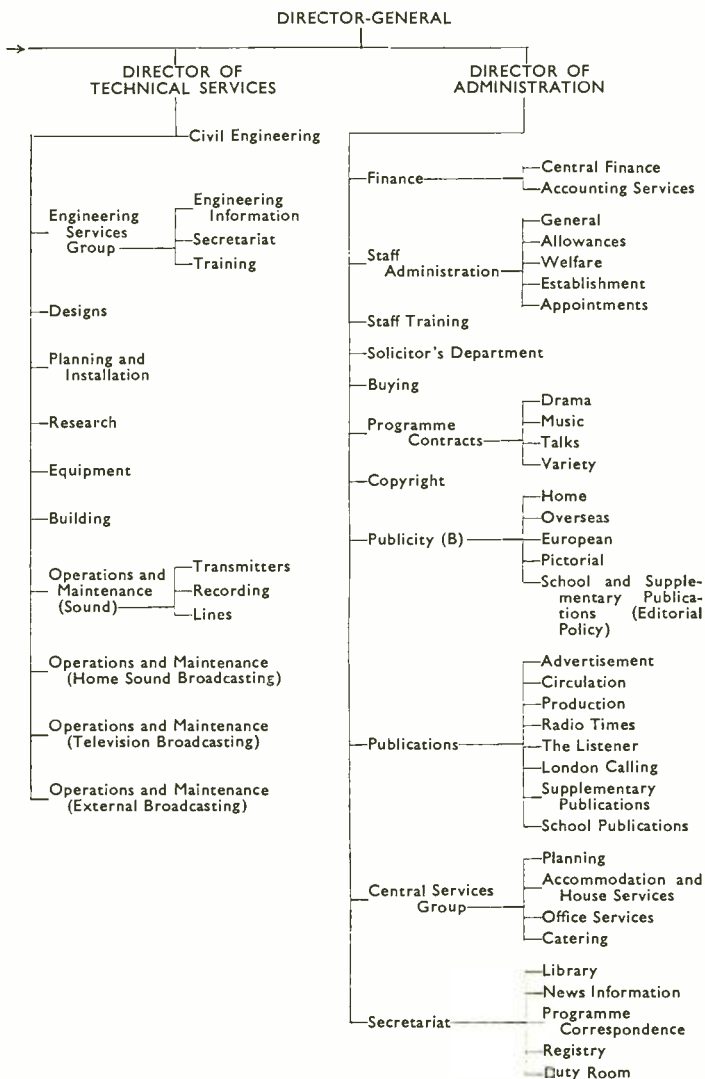 DIRECTOR-GENERAL
DIRECTOR OF
TECHNICAL SERVICES
Civil Engineering
Engineering
Services
Group
Engineering
Information
Secretariat
Training
Designs
Planning and
Installation
Research
Equipment
Building
Operations and
Maintenance
(Sound)
Transmitters
Recording
Lines
Operations and Maintenance
(Home Sound Broadcasting)
Operations and Maintenance
(Television Broadcasting)
Operations and Maintenance
(External Broadcasting)
DIRECTOR OF
ADMINISTRATION
Finance
Central Finance
Accounting Services
Staff
Administration
General
Allowances
Welfare
Establishment
Appointments
Staff Training
Solicitor's Department
Buying
Programme
Contracts
Drama
Music
Talks
Variety
Copyright
Publicity (B)
Home
Overseas
European
Pictorial
School and Supple-
mentary Publica-
tions (Editorial
Policy)
Publications
Advertisement
Circulation
Production
Radio Times
The Listener
London Calling
Supplementary
Publications
School Publications
Central Services
Group
Planning
Accommodation and
House Services
Office Services
Catering
Secretariat
Library
News Information
Programme
Correspondence
Registry
Duty Room